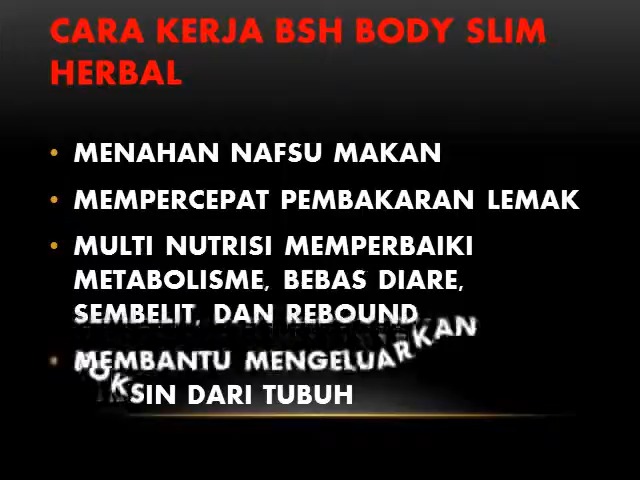 CARA KERJA BSH BODY SLIM
HERBAL
• MENAHAN NAFSU MAKAN
• MEMPERCEPAT PEMBAKARAN LEMAK
• MULTI NUTRISI MEMPERBAIKI
METABOLISME, BEBAS DIARE,
SEMBELIT, DAN REBOUND
• MEMBANTU MENGELUARKAN
TOKSIN DARI TUBUH